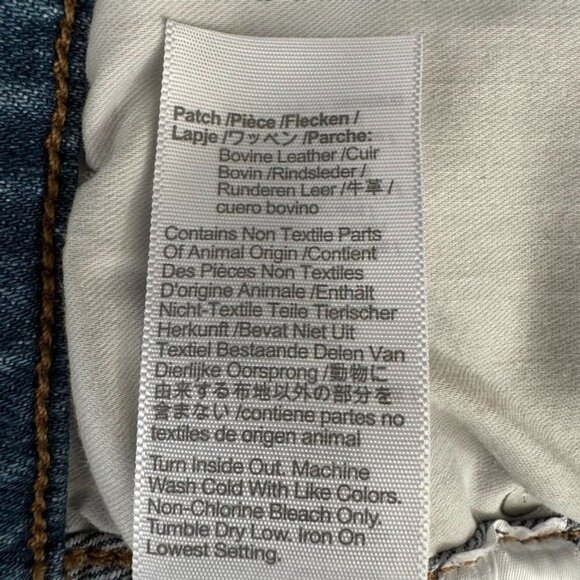 Patch /Pièce /Flecken /
Lapje /ワッペン /Parche:
Bovine Leather /Cuir
Bovin /Rindsleder /
Runderen Leer /牛革 /
cuero bovino
Contains Non Textile Parts
Of Animal Origin /Contient
Des Pièces Non Textiles
D'origine Animale /Enthält
Nicht-Textile Teile Tierischer
Herkunft /Bevat Niet Uit
Textiel Bestaande Delen Van
Dierlijke Oorsprong /動物に
由来する布地以外の部分を
含まない /contiene partes no
textiles de origen animal
Turn Inside Out. Machine
Wash Cold With Like Colors.
Non-Chlorine Bleach Only.
Tumble Dry Low. Iron On
Lowest Setting.